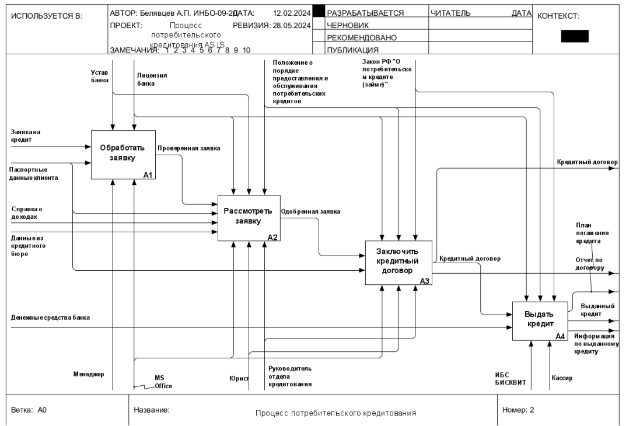 ИСПОЛЬЗУЕТСЯ В:
АВТОР: Белявцев А.П. ИНБО-09-20
ДАТА: 12.02.2024
РАЗРАБАТЫВАЕТСЯ
ЧИТАТЕЛЬ
ДАТА
КОНТЕКСТ:
ПРОЕКТ: Процесс
потребительского
кредитования AS IS
РЕВИЗИЯ: 28.05.2024
ЧЕРНОВИК
РЕКОМЕНДОВАНО
ЗАМЕЧАНИЯ: 1 2 3 4 5 6 7 8 9 10
ПУБЛИКАЦИЯ
Устав
банка
Лицензия
банка
Положение о
порядке
предоставления и
обслуживания
потребительских
кредитов
Закон РФ "О
потребительско
м кредите
(займе)"
Заявка на
кредит
Обработать
заявку
A1
Проверенная заявка
Паспортные
данные клиента
Кредитный договор
Справка о
доходах
Рассмотреть
заявку
A2
Одобренная заявка
Данные из
кредитного
бюро
План
погашения
кредита
Заключить
кредитный
договор
A3
Кредитный договор
Отчет по
договору
Денежные средства банка
Выдать
кредит
A4
Выданный
кредит
Информация
по выданному
кредиту
Менеджер
MS
Office
Юрист
Руководитель
отдела
кредитования
ИБС
БИСКВИТ
Кассир
Ветка: A0
Название:
Процесс потребительского кредитования
Номер: 2